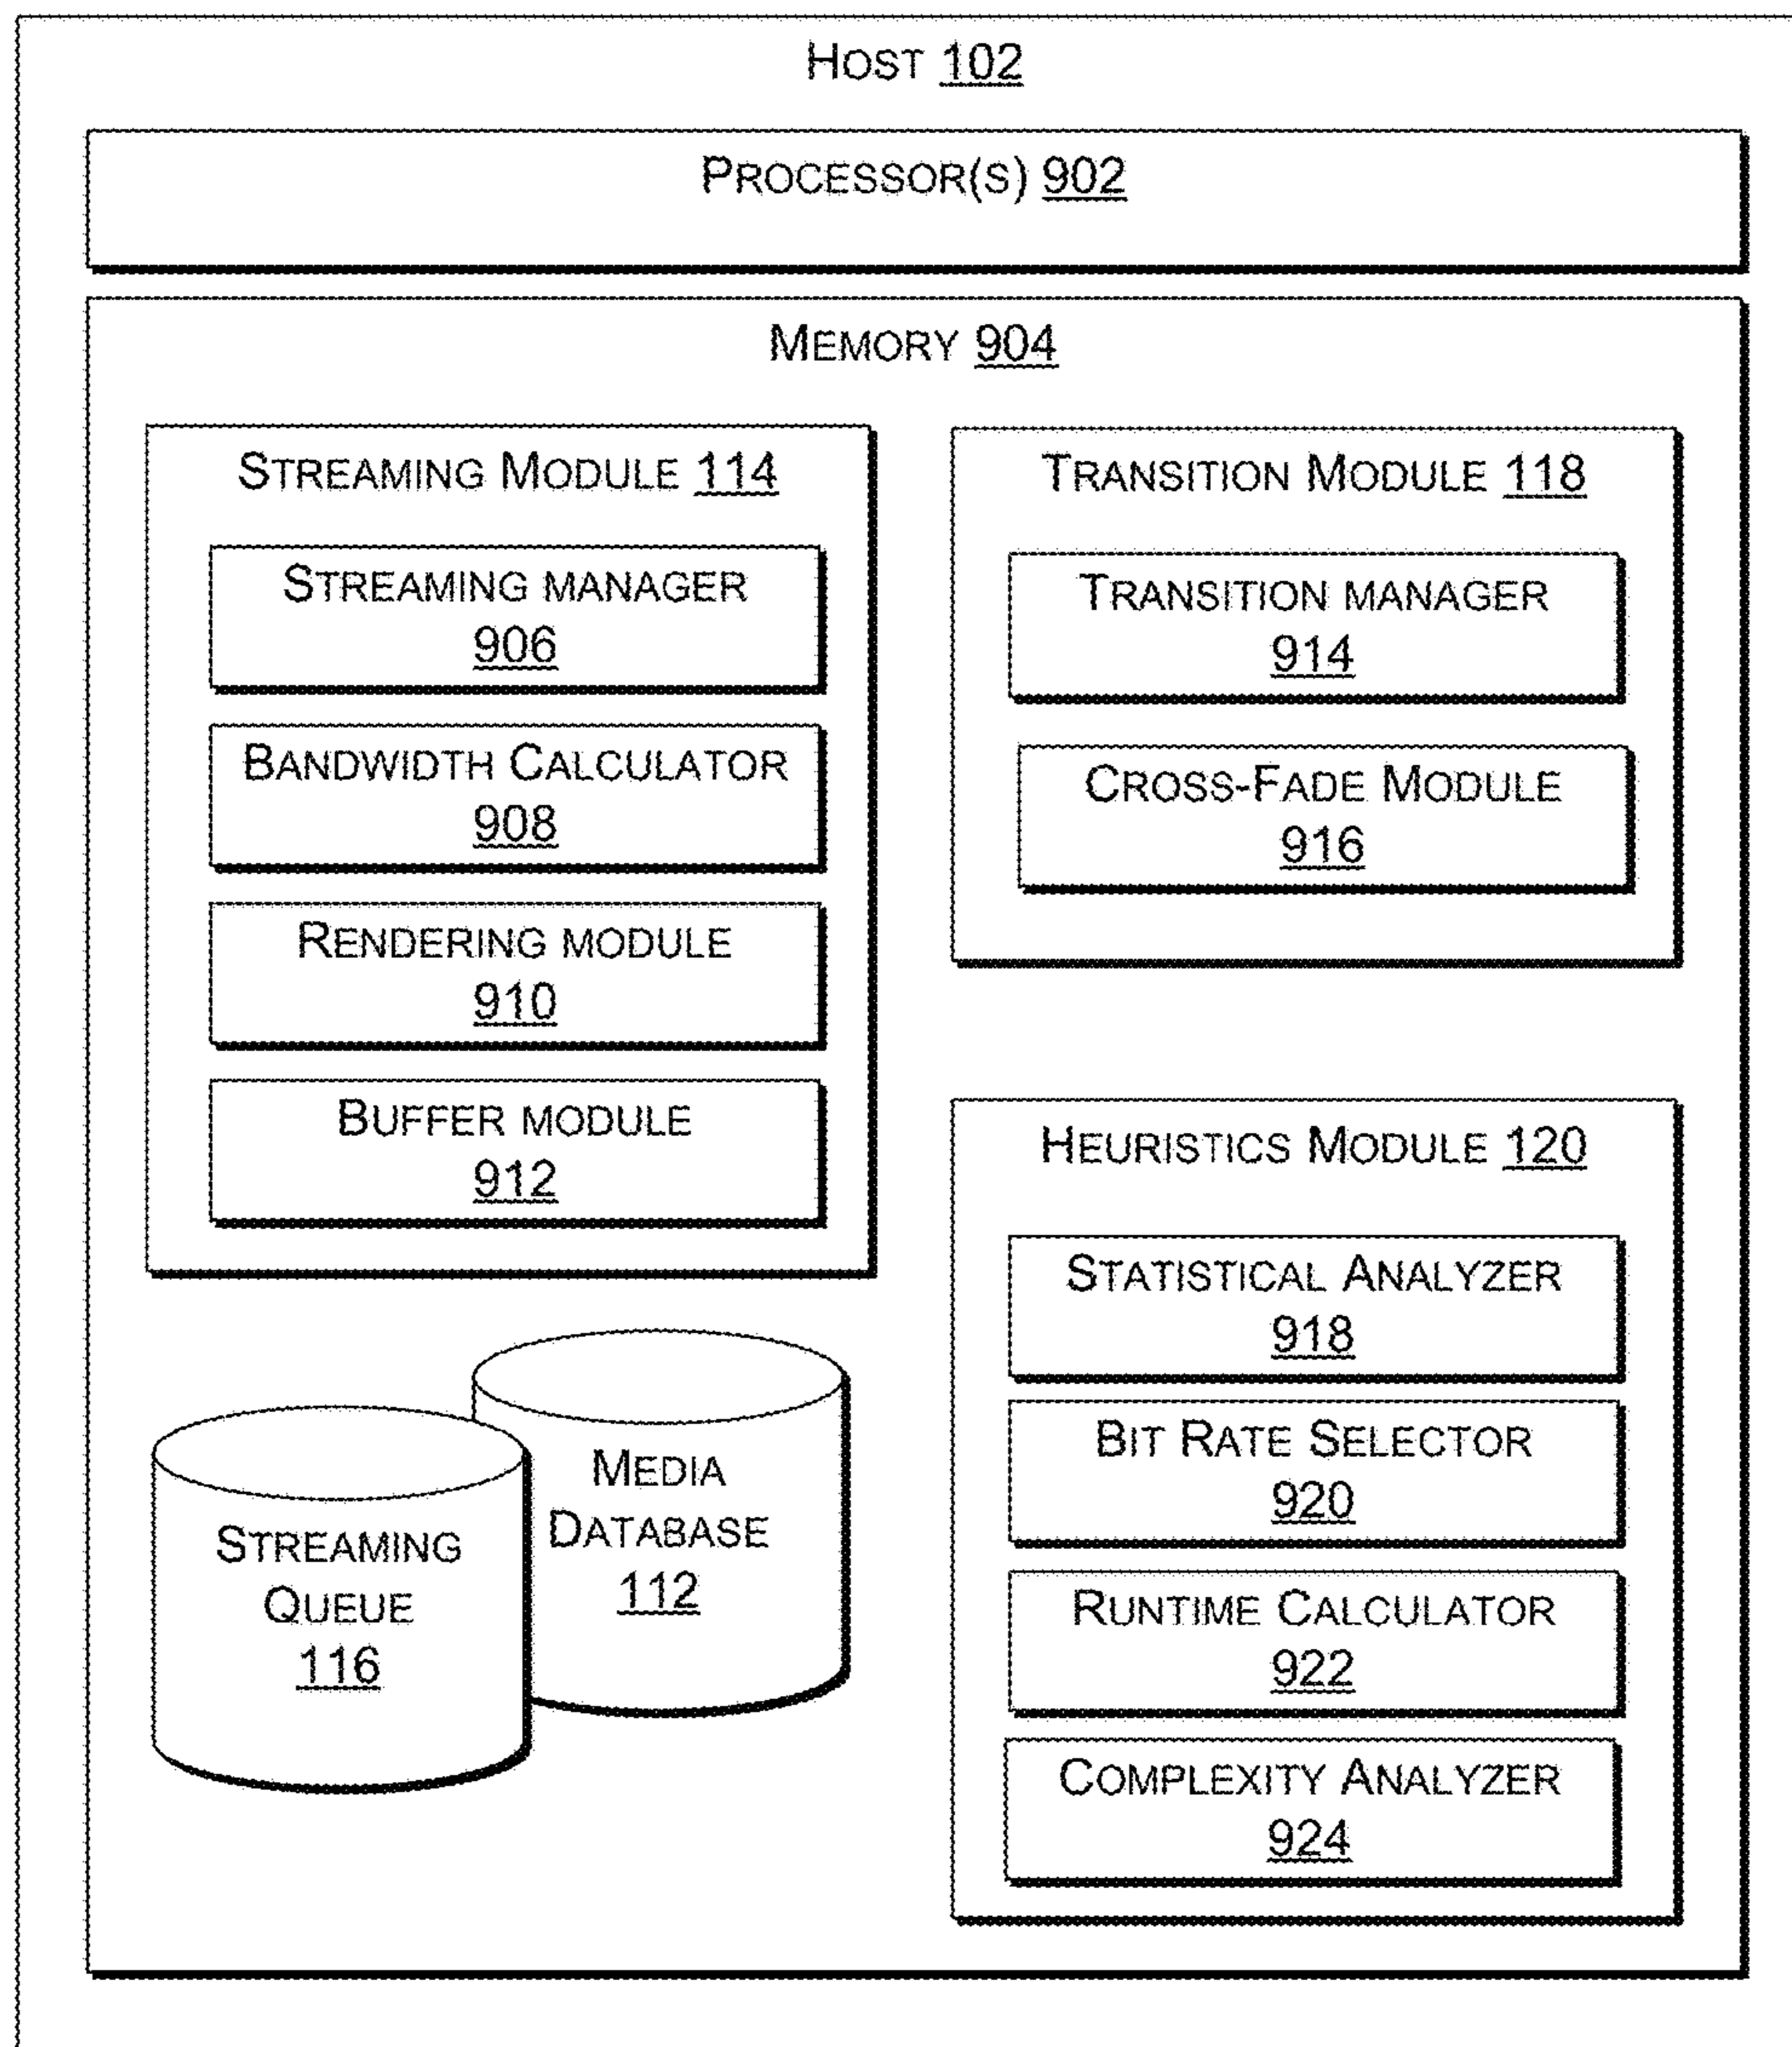 HOST 102
PROCESSOR(S) 902
MEMORY 904
STREAMING MODULE 114
STREAMING MANAGER
906
BANDWIDTH CALCULATOR
908
RENDERING MODULE
910
BUFFER MODULE
912
TRANSITION MODULE 118
TRANSITION MANAGER
914
CROSS-FADE MODULE
916
HEURISTICS MODULE 120
STATISTICAL ANALYZER
918
BIT RATE SELECTOR
920
RUNTIME CALCULATOR
922
COMPLEXITY ANALYZER
924
STREAMING
QUEUE
116
MEDIA
DATABASE
112